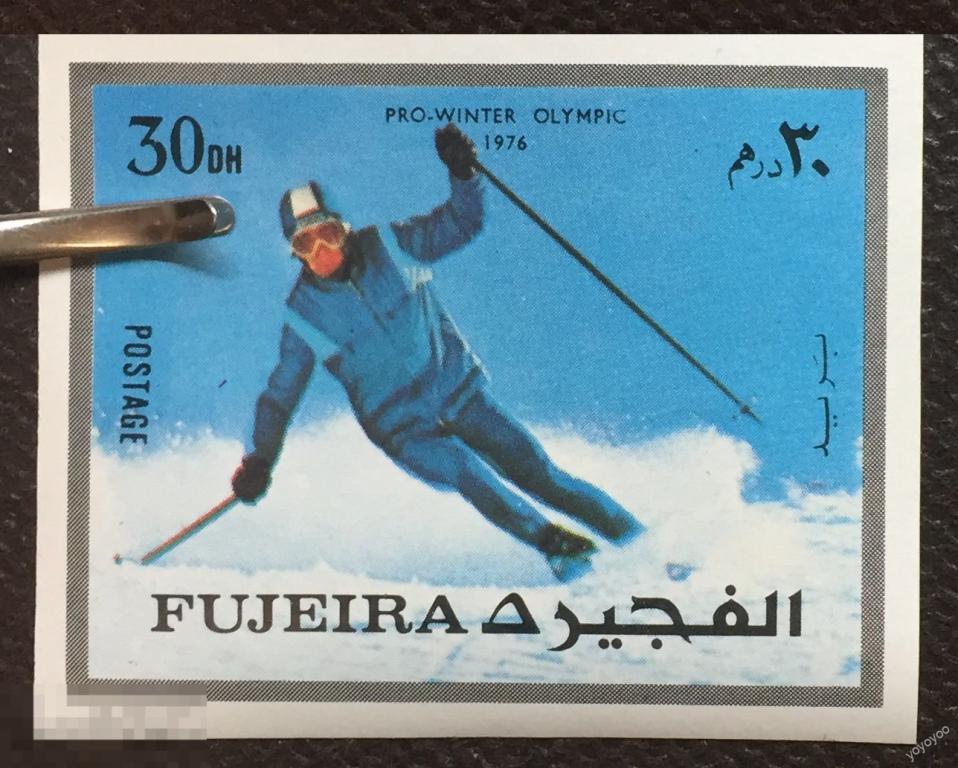 PRO-WINTER OLYMPIC
1976
30DH
٣٠ درهم
POSTAGE
بريد
FUJEIRA الفجيرة
yoyoyoo